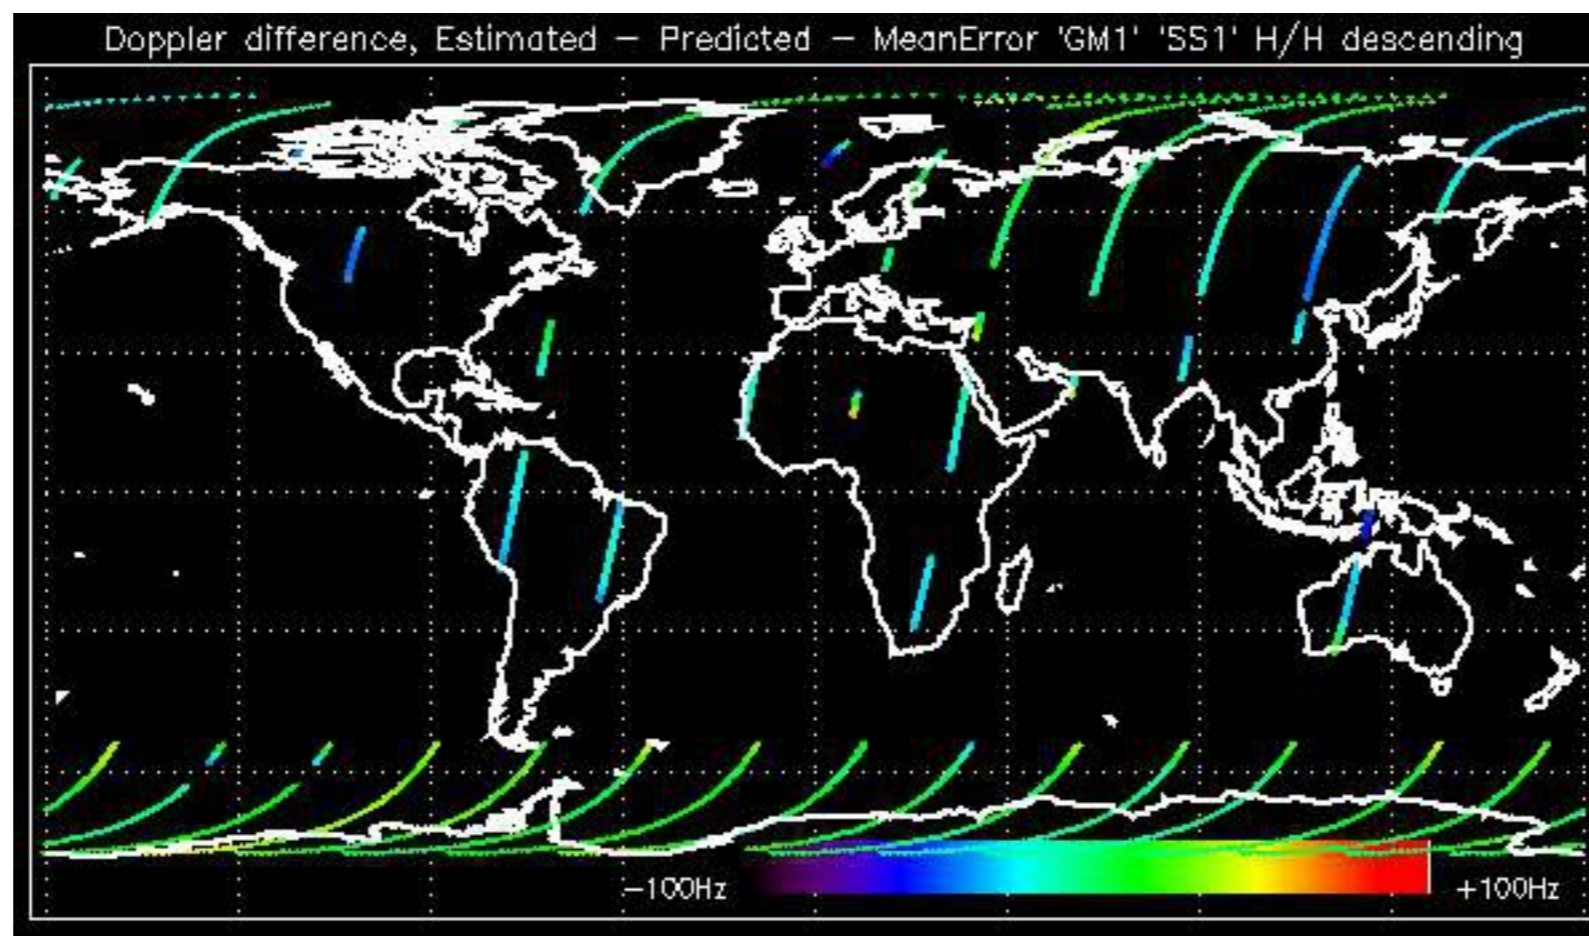 Doppler difference, Estimated – Predicted – MeanError 'GM1' 'SS1' H/H descending
–100Hz
+100Hz